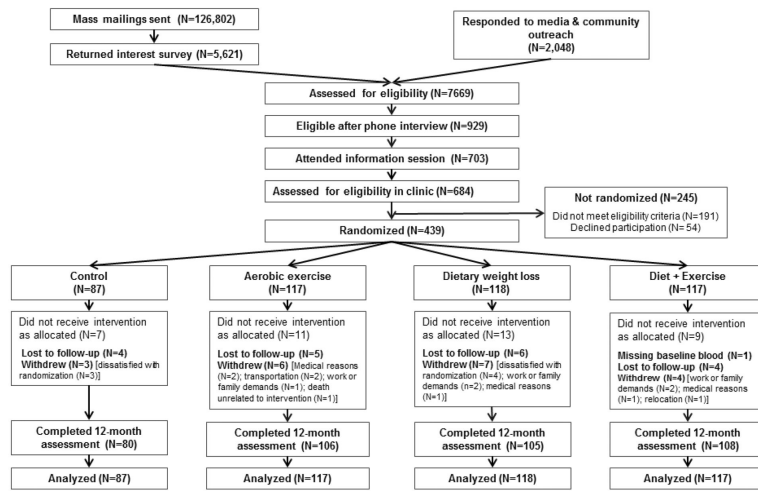 Mass mailings sent (N=126,802)
Responded to media & community
outreach
(N=2,048)
Returned interest survey (N=5,621)
Assessed for eligibility (N=7669)
Eligible after phone interview (N=929)
Attended information session (N=703)
Assessed for eligibility in clinic (N=684)
Not randomized (N=245)
Did not meet eligibility criteria (N=191)
Declined participation (N= 54)
Randomized (N=439)
Control
(N=87)
Did not receive intervention
as allocated (N=7)
Lost to follow-up (N=4)
Withdrew (N=3) [dissatisfied with
randomization (N=3)]
Completed 12-month
assessment (N=80)
Analyzed (N=87)
Aerobic exercise
(N=117)
Did not receive intervention
as allocated (N=11)
Lost to follow-up (N=5)
Withdrew (N=6) [Medical reasons
(N=2); transportation (N=2); work or
family demands (N=1); death
unrelated to intervention (N=1)]
Completed 12-month
assessment (N=106)
Analyzed (N=117)
Dietary weight loss
(N=118)
Did not receive intervention
as allocated (N=13)
Lost to follow-up (N=6)
Withdrew (N=7) [dissatisfied with
randomization (N=4); work or family
demands (n=2); medical reasons
(N=1)]
Completed 12-month
assessment (N=105)
Analyzed (N=118)
Diet + Exercise
(N=117)
Did not receive intervention
as allocated (N=9)
Missing baseline blood (N=1)
Lost to follow-up (N=4)
Withdrew (N=4) [work or family
demands (N=2); medical reasons
(N=1); relocation (N=1)]
Completed 12-month
assessment (N=108)
Analyzed (N=117)